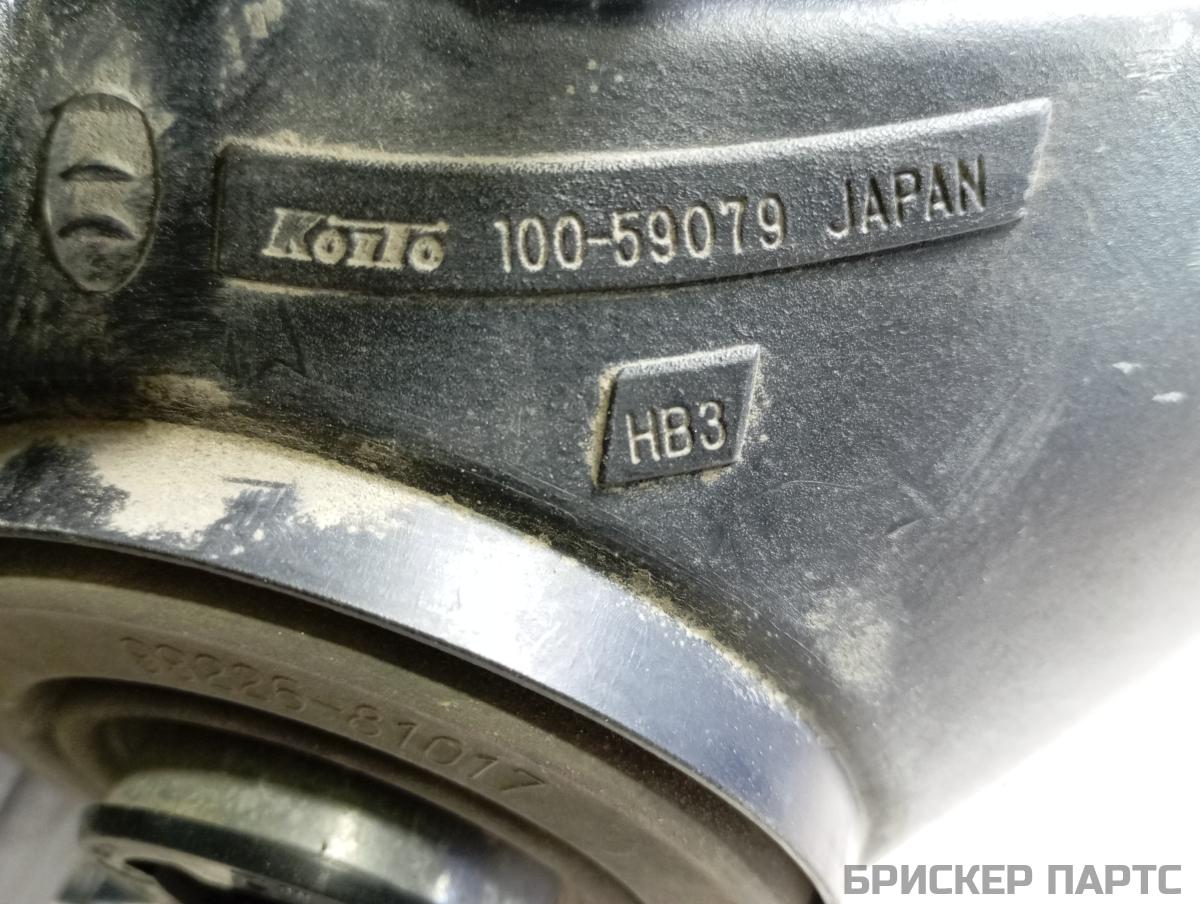 KOITO 100-59079 JAPAN
HB3
БРИСКЕР ПАРТС